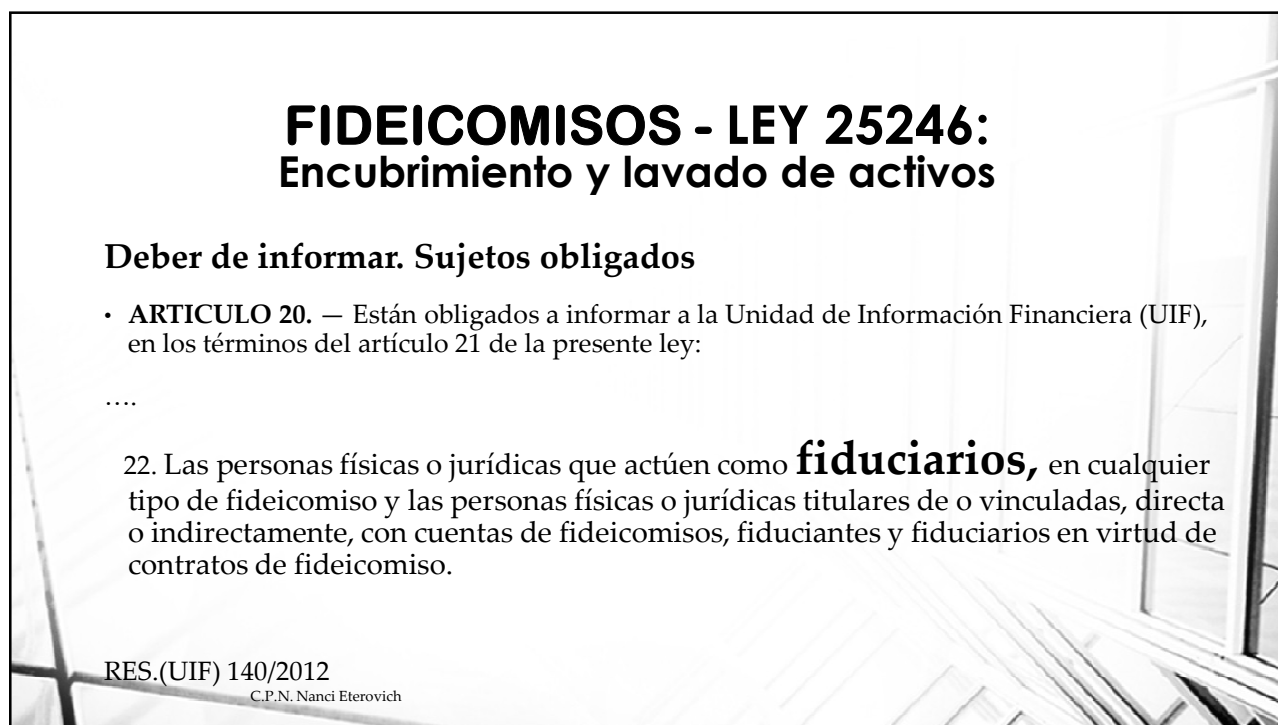 FIDEICOMISOS - LEY 25246:
Encubrimiento y lavado de activos
Deber de informar. Sujetos obligados
• ARTICULO 20. — Están obligados a informar a la Unidad de Información Financiera (UIF),
en los términos del artículo 21 de la presente ley:
….
22. Las personas físicas o jurídicas que actúen como fiduciarios, en cualquier
tipo de fideicomiso y las personas físicas o jurídicas titulares de o vinculadas, directa
o indirectamente, con cuentas de fideicomisos, fiduciantes y fiduciarios en virtud de
contratos de fideicomiso.
RES.(UIF) 140/2012
C.P.N. Nanci Eterovich